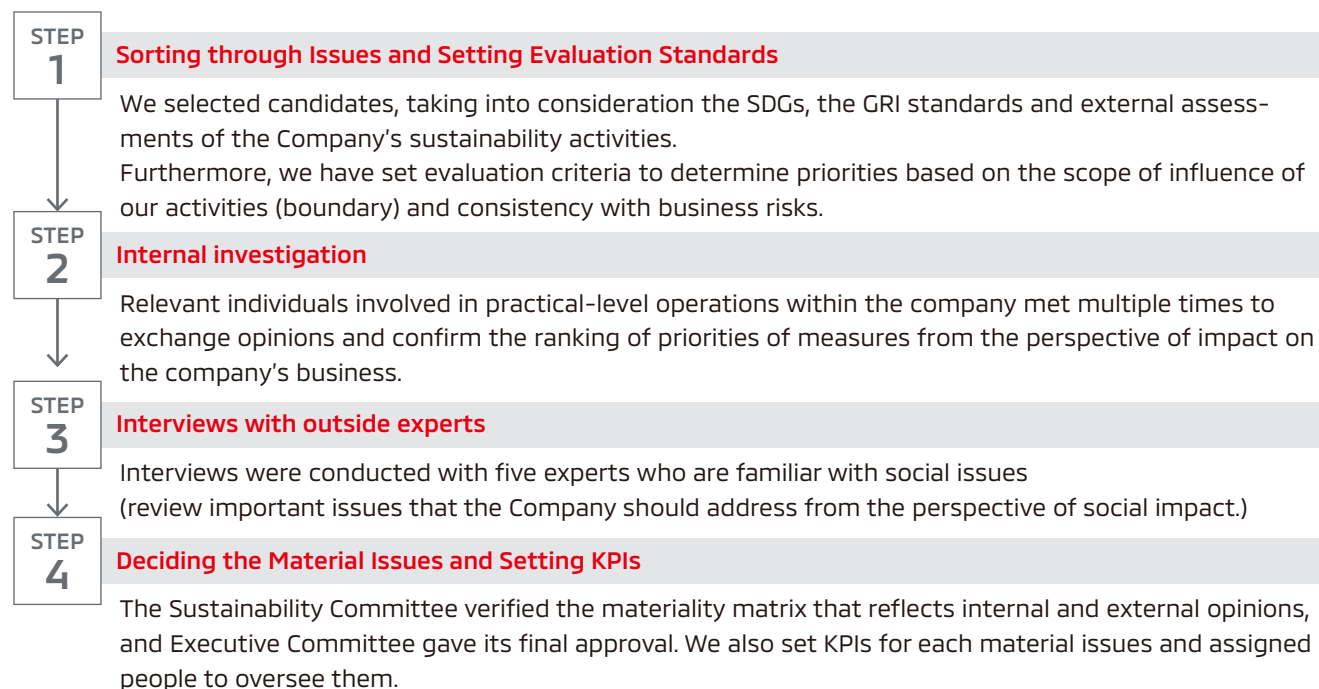 STEP
1
Sorting through Issues and Setting Evaluation Standards
We selected candidates, taking into consideration the SDGs, the GRI standards and external assess-
ments of the Company's sustainability activities.
Furthermore, we have set evaluation criteria to determine priorities based on the scope of influence of
our activities (boundary) and consistency with business risks.
STEP
2
Internal investigation
Relevant individuals involved in practical-level operations within the company met multiple times to
exchange opinions and confirm the ranking of priorities of measures from the perspective of impact on
the company's business.
STEP
3
Interviews with outside experts
Interviews were conducted with five experts who are familiar with social issues
(review important issues that the Company should address from the perspective of social impact.)
STEP
4
Deciding the Material Issues and Setting KPIs
The Sustainability Committee verified the materiality matrix that reflects internal and external opinions,
and Executive Committee gave its final approval. We also set KPIs for each material issues and assigned
people to oversee them.